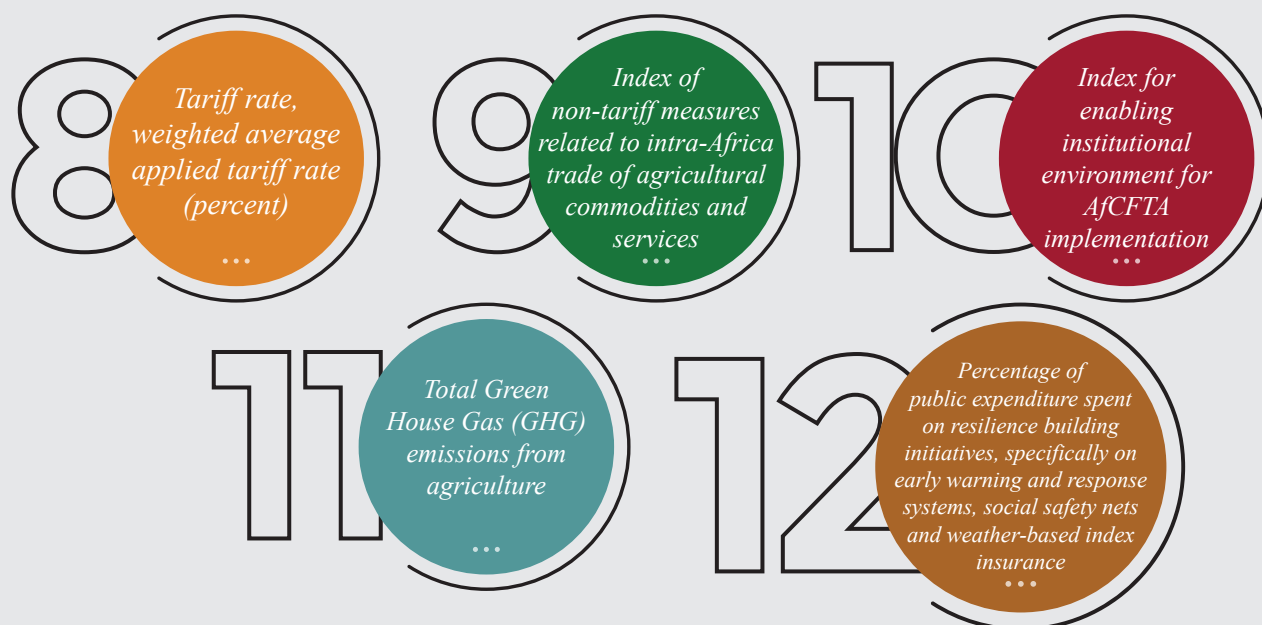 8
Tariff rate,
weighted average
applied tariff rate
(percent)
...
9
Index of
non-tariff measures
related to intra-Africa
trade of agricultural
commodities and
services
...
10
Index for
enabling
institutional
environment for
AfCFTA
implementation
...
11
Total Green
House Gas (GHG)
emissions from
agriculture
...
12
Percentage of
public expenditure spent
on resilience building
initiatives, specifically on
early warning and response
systems, social safety nets
and weather-based index
insurance
...